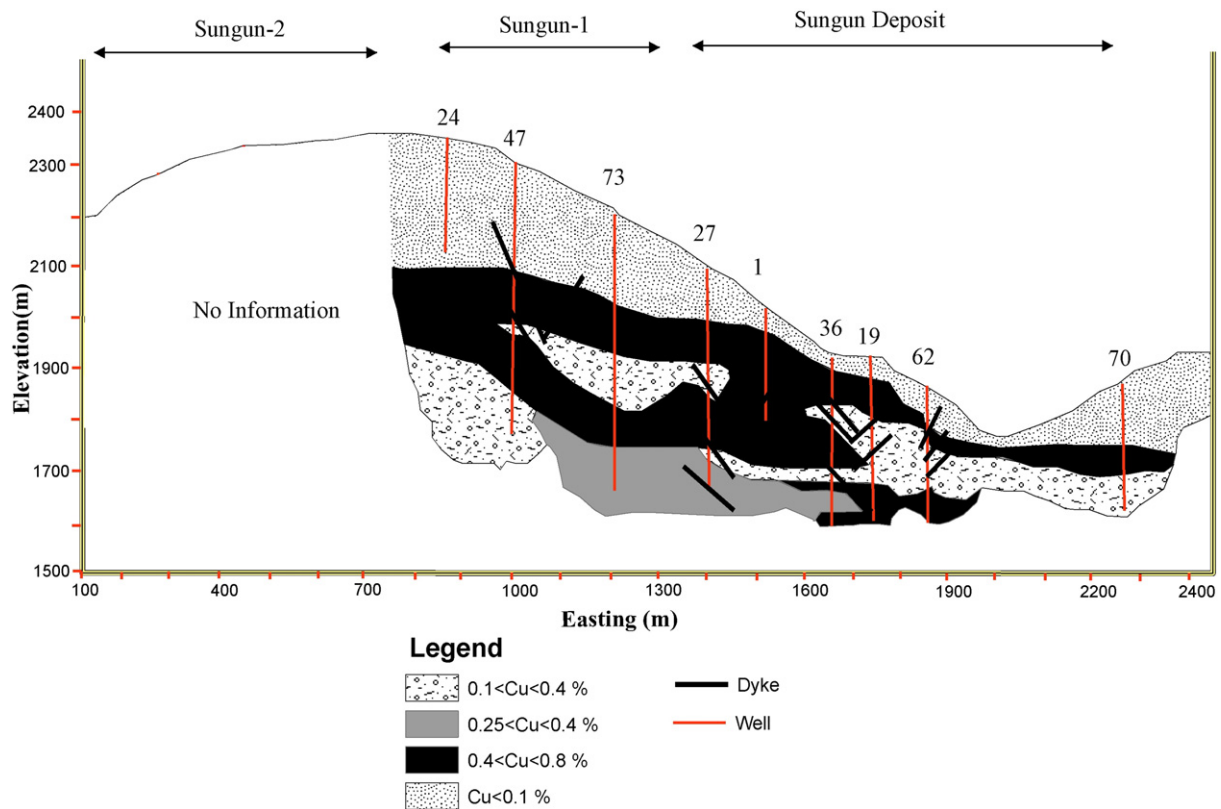 Sungun-2 Sungun-1 Sungun Deposit
2400
24
47
2300
73
27
2100
1
No Information
36 19
62
70
1900
1700
1500
Elevation(m)
100 400 700 1000 1300 1600 1900 2200 2400
Easting (m)
Legend
0.1<Cu<0.4 % Dyke
0.25<Cu<0.4 % Well
0.4<Cu<0.8 %
Cu<0.1 %